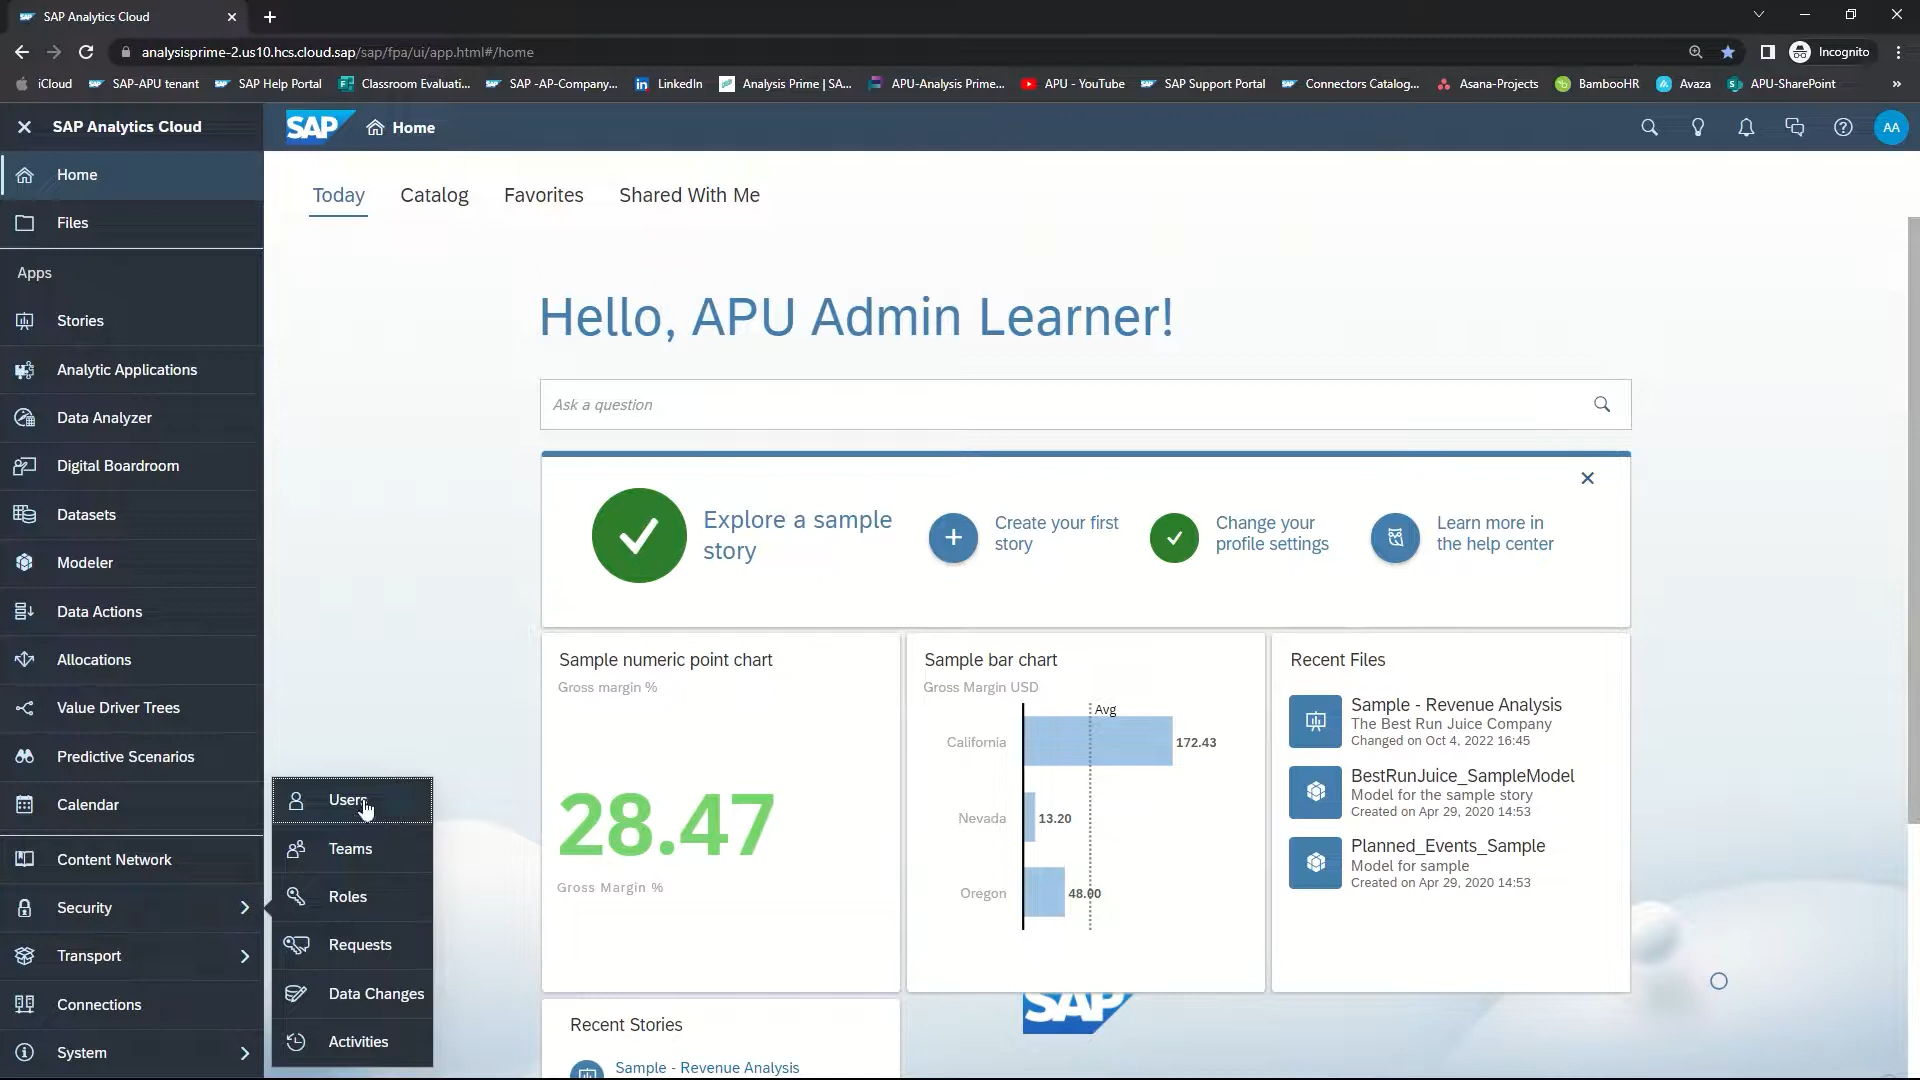 SAP Analytics Cloud
analysisprime-2.us10.hcs.cloud.sap/sap/fpa/ui/app.html#/home
Incognito
iCloud
SAP-APU tenant
SAP Help Portal
Classroom Evaluati...
SAP -AP-Company...
LinkedIn
Analysis Prime | SA...
APU-Analysis Prime...
APU - YouTube
SAP Support Portal
Connectors Catalog...
Asana-Projects
BambooHR
Avaza
APU-SharePoint
SAP Analytics Cloud
SAP
Home
AA
Home
Files
Apps
Stories
Analytic Applications
Data Analyzer
Digital Boardroom
Datasets
Modeler
Data Actions
Allocations
Value Driver Trees
Predictive Scenarios
Calendar
Content Network
Security
Transport
Connections
System
Users
Teams
Roles
Requests
Data Changes
Activities
Today
Catalog
Favorites
Shared With Me
Hello, APU Admin Learner!
Ask a question
Explore a sample
story
Create your first
story
Change your
profile settings
Learn more in
the help center
Sample numeric point chart
Gross margin %
28.47
Gross Margin %
Sample bar chart
Gross Margin USD
Avg
California
172.43
Nevada
13.20
Oregon
48.00
Recent Files
Sample - Revenue Analysis
The Best Run Juice Company
Changed on Oct 4, 2022 16:45
BestRunJuice_SampleModel
Model for the sample story
Created on Apr 29, 2020 14:53
Planned_Events_Sample
Model for sample
Created on Apr 29, 2020 14:53
SAP
Recent Stories
Sample - Revenue Analysis